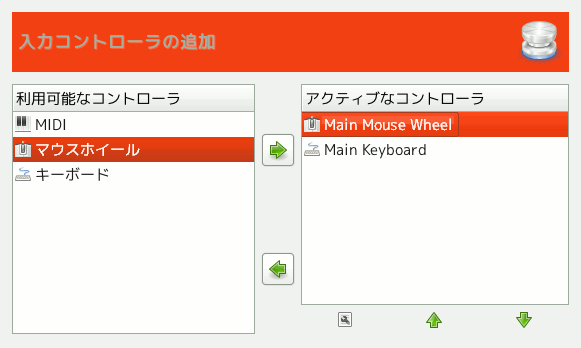 入力コントローラの追加
利用可能なコントローラ
MIDI
マウスホイール
キーボード
アクティブなコントローラ
Main Mouse Wheel
Main Keyboard